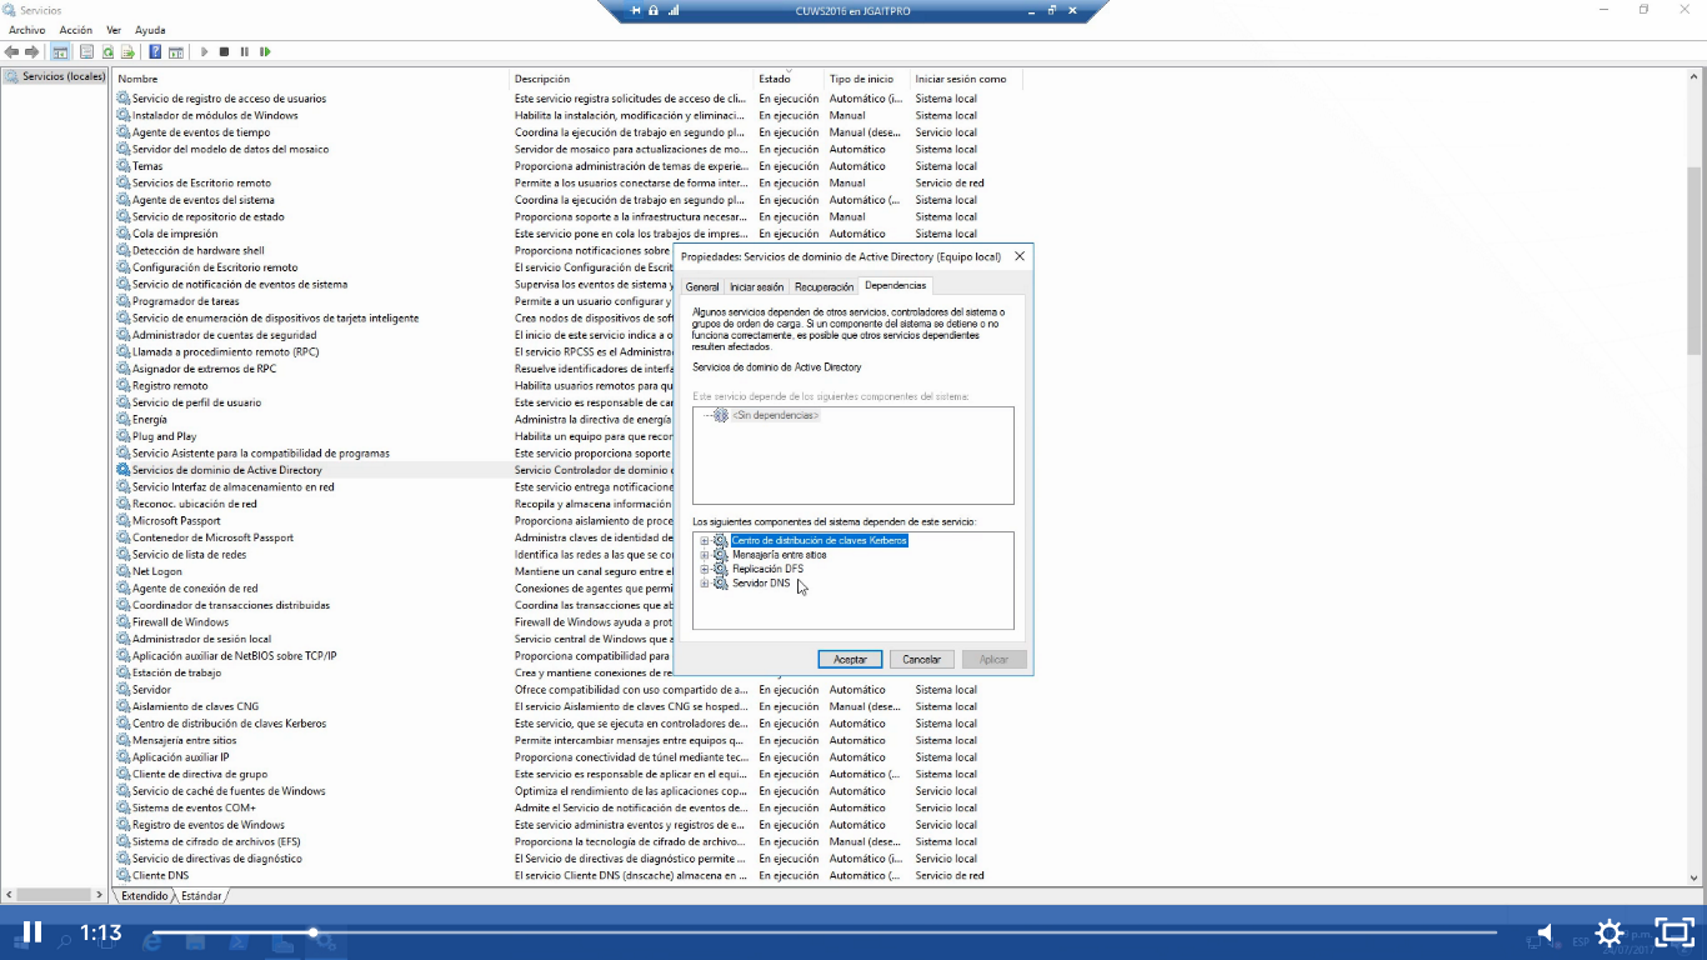 Servicios
CUWS2016 en JGAITPRO
Archivo Acción Ver Ayuda
Servicios (locales)
Nombre Descripción Estado Tipo de inicio Iniciar sesión como
Servicio de registro de acceso de usuarios Este servicio registra solicitudes de acceso de cli... En ejecución Automático (i... Sistema local
Instalador de módulos de Windows Habilita la instalación, modificación y eliminaci... En ejecución Manual Sistema local
Agente de eventos de tiempo Coordina la ejecución de trabajo en segundo pl... En ejecución Manual (dese... Servicio local
Servidor del modelo de datos del mosaico Servidor de mosaico para actualizaciones de mo... En ejecución Automático Sistema local
Temas Proporciona administración de temas de experie... En ejecución Automático Sistema local
Servicios de Escritorio remoto Permite a los usuarios conectarse de forma inter... En ejecución Manual Servicio de red
Agente de eventos del sistema Coordina la ejecución de trabajo en segundo pl... En ejecución Automático (... Sistema local
Servicio de repositorio de estado Proporciona soporte a la infraestructura necesar... En ejecución Manual Sistema local
Cola de impresión Este servicio pone en cola los trabajos de impres... En ejecución Automático Sistema local
Detección de hardware shell Proporciona notificaciones sobre
Configuración de Escritorio remoto El servicio Configuración de Escrit
Servicio de notificación de eventos de sistema Supervisa los eventos de sistema y
Programador de tareas Permite a un usuario configurar y
Servicio de enumeración de dispositivos de tarjeta inteligente Crea nodos de dispositivos de sof
Administrador de cuentas de seguridad El inicio de este servicio indica a o
Llamada a procedimiento remoto (RPC) El servicio RPCSS es el Administra
Asignador de extremos de RPC Resuelve identificadores de interf
Registro remoto Habilita usuarios remotos para qu
Servicio de perfil de usuario Este servicio es responsable de car
Energía Administra la directiva de energía
Plug and Play Habilita un equipo para que recor
Servicio Asistente para la compatibilidad de programas Este servicio proporciona soporte
Servicios de dominio de Active Directory Servicio Controlador de dominio
Servicio Interfaz de almacenamiento en red Este servicio entrega notificacione
Reconoc. ubicación de red Recopila y almacena información
Microsoft Passport Proporciona aislamiento de proce
Contenedor de Microsoft Passport Administra claves de identidad de
Servicio de lista de redes Identifica las redes a las que se co
Net Logon Mantiene un canal seguro entre el
Agente de conexión de red Conexiones de agentes que permi
Coordinador de transacciones distribuidas Coordina las transacciones que ab
Firewall de Windows Firewall de Windows ayuda a prot
Administrador de sesión local Servicio central de Windows que a
Aplicación auxiliar de NetBIOS sobre TCP/IP Proporciona compatibilidad para
Estación de trabajo Crea y mantiene conexiones de re
Servidor Ofrece compatibilidad con uso compartido de a... En ejecución Automático Sistema local
Aislamiento de claves CNG El servicio Aislamiento de claves CNG se hosped... En ejecución Manual (dese... Sistema local
Centro de distribución de claves Kerberos Este servicio, que se ejecuta en controladores de... En ejecución Automático Sistema local
Mensajería entre sitios Permite intercambiar mensajes entre equipos q... En ejecución Automático Sistema local
Aplicación auxiliar IP Proporciona conectividad de túnel mediante tec... En ejecución Automático Sistema local
Cliente de directiva de grupo Este servicio es responsable de aplicar en el equi... En ejecución Automático (... Sistema local
Servicio de caché de fuentes de Windows Optimiza el rendimiento de las aplicaciones cop... En ejecución Automático Servicio local
Sistema de eventos COM+ Admite el Servicio de notificación de eventos de... En ejecución Automático Servicio local
Registro de eventos de Windows Este servicio administra eventos y registros de e... En ejecución Automático Servicio local
Sistema de cifrado de archivos (EFS) Proporciona la tecnología de cifrado de archivo... En ejecución Manual (dese... Sistema local
Servicio de directivas de diagnóstico El Servicio de directivas de diagnóstico permite ... En ejecución Automático (i... Servicio local
Cliente DNS El servicio Cliente DNS (dnscache) almacena en ... En ejecución Automático (i... Servicio de red
Extendido Estándar
Propiedades: Servicios de dominio de Active Directory (Equipo local)
General Iniciar sesión Recuperación Dependencias
Algunos servicios dependen de otros servicios, controladores del sistema o
grupos de orden de carga. Si un componente del sistema se detiene o no
funciona correctamente, es posible que otros servicios dependientes
resulten afectados.
Servicios de dominio de Active Directory
Este servicio depende de los siguientes componentes del sistema:
<Sin dependencias>
Los siguientes componentes del sistema dependen de este servicio:
Centro de distribución de claves Kerberos
Mensajería entre sitios
Replicación DFS
Servidor DNS
Aceptar Cancelar Aplicar
1:13
ESP